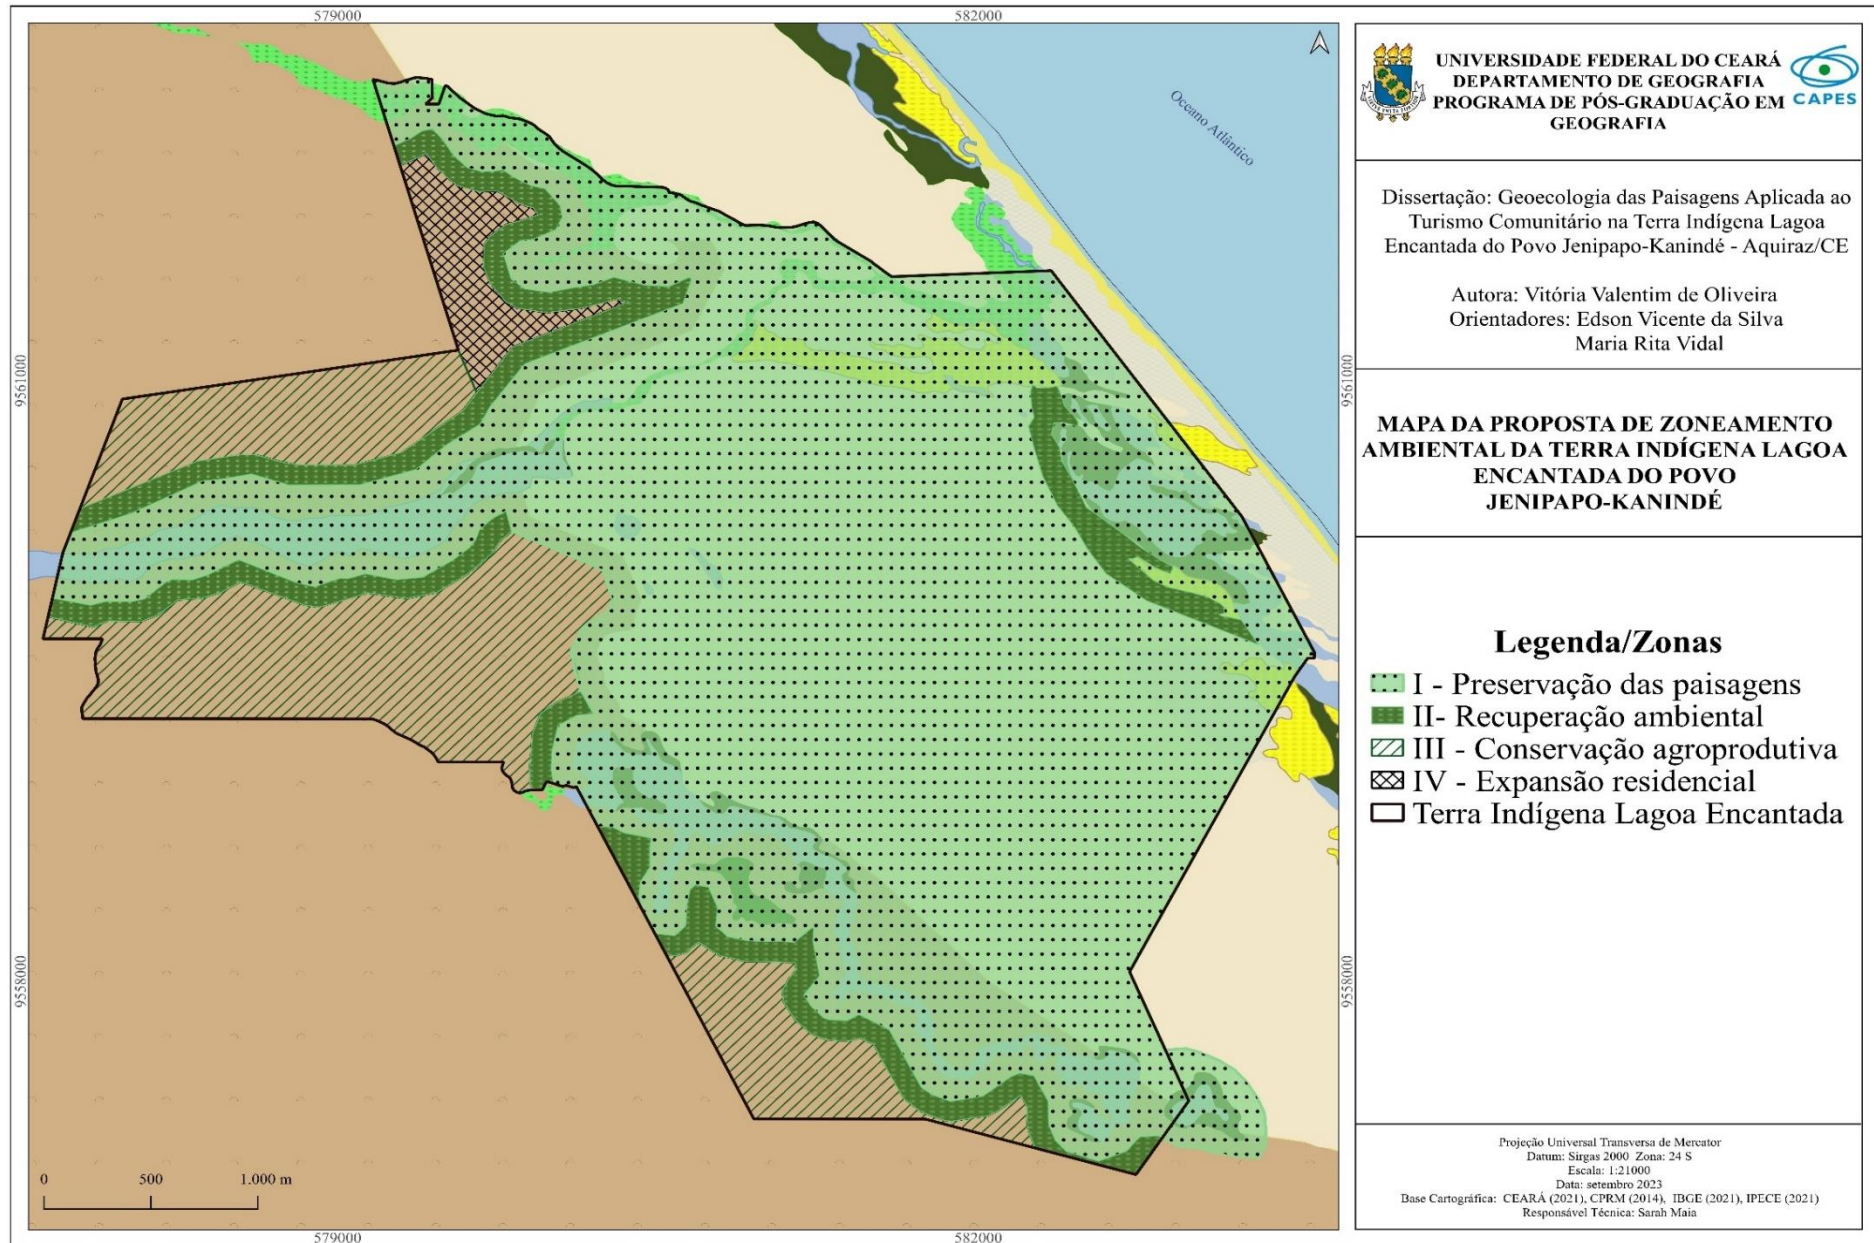 579000
582000
9561000
9558000
Oceano Atlântico
0 500 1.000 m
579000
582000
9561000
9558000
UNIVERSIDADE FEDERAL DO CEARÁ
DEPARTAMENTO DE GEOGRAFIA
PROGRAMA DE PÓS-GRADUAÇÃO EM
GEOGRAFIA
CAPES
Dissertação: Geoecologia das Paisagens Aplicada ao
Turismo Comunitário na Terra Indígena Lagoa
Encantada do Povo Jenipapo-Kanindé - Aquiraz/CE
Autora: Vitória Valentim de Oliveira
Orientadores: Edson Vicente da Silva
Maria Rita Vidal
MAPA DA PROPOSTA DE ZONEAMENTO
AMBIENTAL DA TERRA INDÍGENA LAGOA
ENCANTADA DO POVO
JENIPAPO-KANINDÉ
Legenda/Zonas
I - Preservação das paisagens
II- Recuperação ambiental
III - Conservação agroprodutiva
IV - Expansão residencial
Terra Indígena Lagoa Encantada
Projeção Universal Transversa de Mercator
Datum: Sirgas 2000 Zona: 24 S
Escala: 1:21000
Data: setembro 2023
Base Cartográfica: CEARÁ (2021), CPRM (2014), IBGE (2021), IPECE (2021)
Responsável Técnica: Sarah Maia